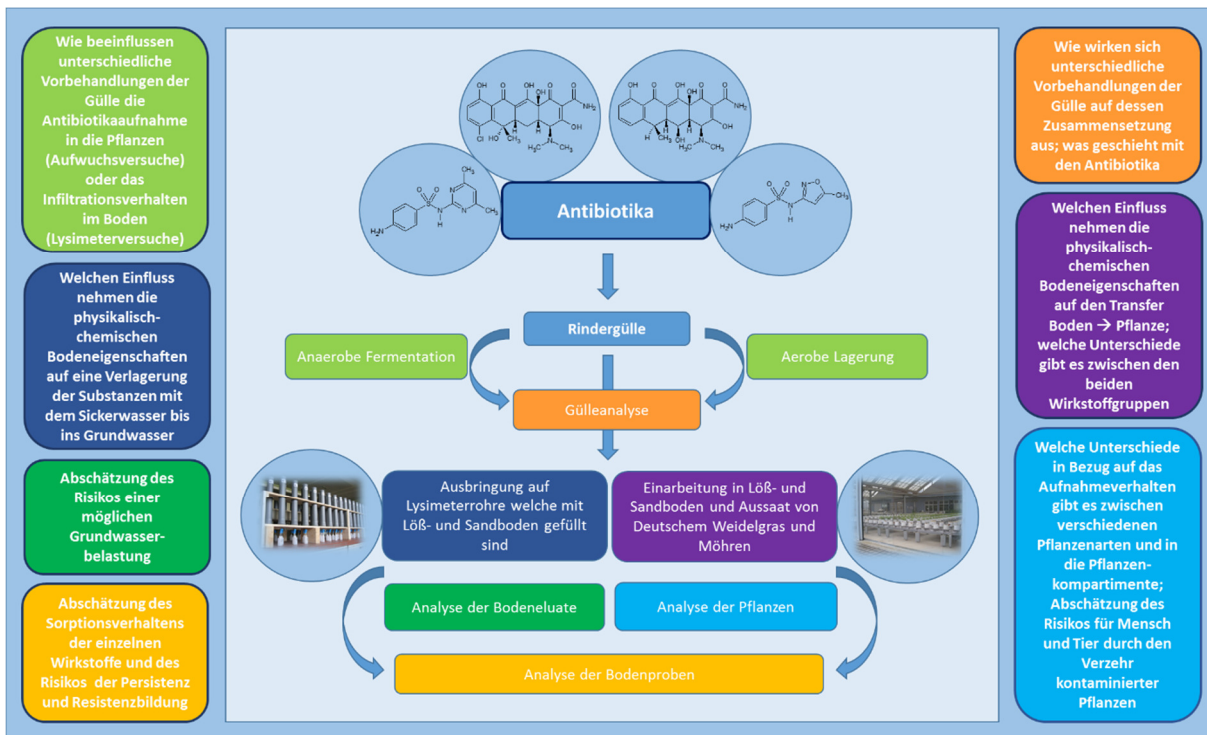 Wie beeinflussen
unterschiedliche
Vorbehandlungen der
Gülle die
Antibiotikaaufnahme
in die Pflanzen
(Aufwuchsversuche)
oder das
Infiltrationsverhalten
im Boden
(Lysimeterversuche)
Welchen Einfluss
nehmen die
physikalisch-
chemischen
Bodeneigenschaften
auf eine Verlagerung
der Substanzen mit
dem Sickerwasser bis
ins Grundwasser
Abschätzung des
Risikos einer
möglichen
Grundwasser-
belastung
Abschätzung des
Sorptionsverhaltens
der einzelnen
Wirkstoffe und des
Risikos der Persistenz
und Resistenzbildung
Antibiotika
Rindergülle
Anaerobe Fermentation
Aerobe Lagerung
Gülleanalyse
Ausbringung auf
Lysimeterrohre welche mit
Löß- und Sandboden gefüllt
sind
Einarbeitung in Löß- und
Sandboden und Aussaat von
Deutschem Weidelgras und
Möhren
Analyse der Bodeneluate
Analyse der Pflanzen
Analyse der Bodenproben
Wie wirken sich
unterschiedliche
Vorbehandlungen der
Gülle auf dessen
Zusammensetzung
aus; was geschieht mit
den Antibiotika
Welchen Einfluss
nehmen die
physikalisch-
chemischen
Bodeneigenschaften
auf den Transfer
Boden → Pflanze;
welche Unterschiede
gibt es zwischen den
beiden
Wirkstoffgruppen
Welche Unterschiede
in Bezug auf das
Aufnahmeverhalten
gibt es zwischen
verschiedenen
Pflanzenarten und in
die Pflanzen-
kompartimente;
Abschätzung des
Risikos für Mensch
und Tier durch den
Verzehr
kontaminierter
Pflanzen